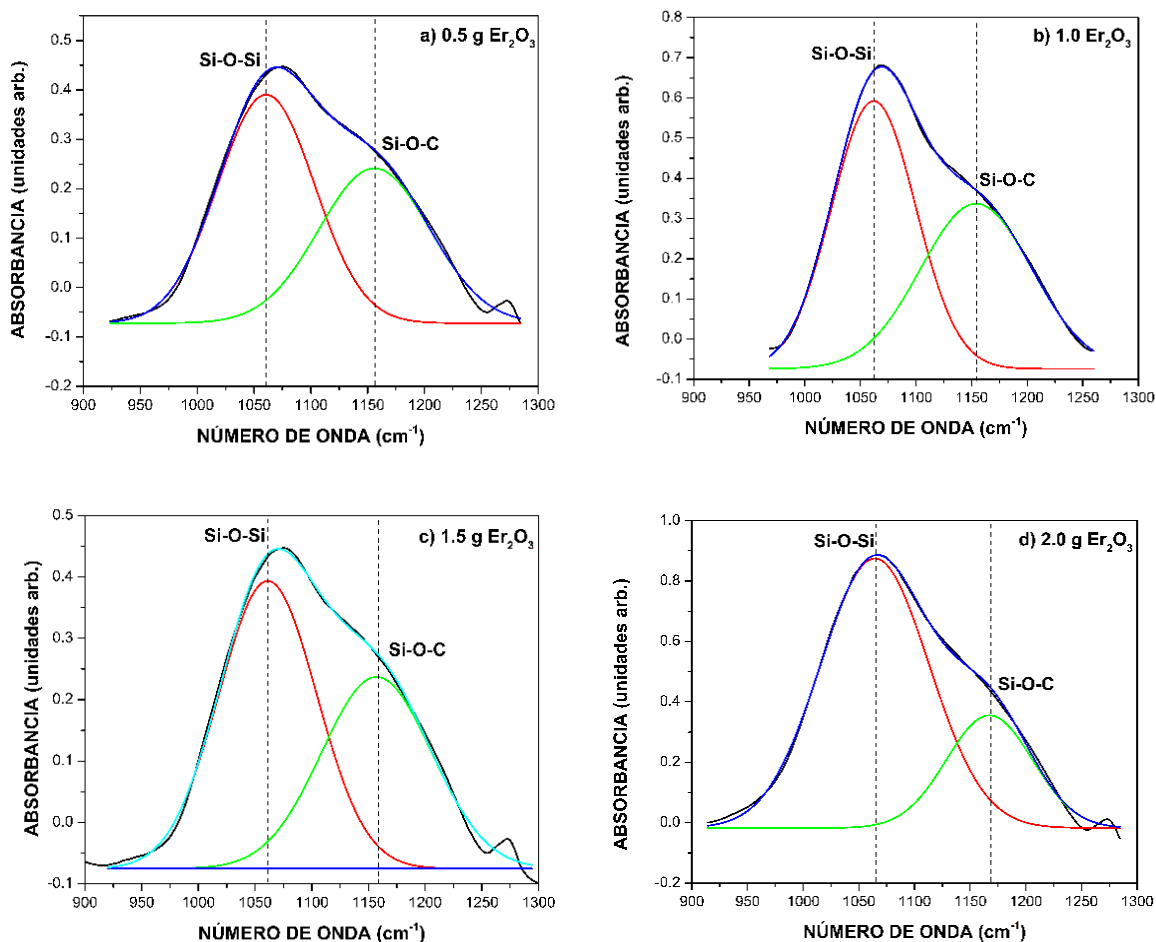 a) 0.5 g Er₂O₃
Si-O-Si
Si-O-C
ABSORBANCIA (unidades arb.)
0.5
0.4
0.3
0.2
0.1
0.0
-0.1
-0.2
900 950 1000 1050 1100 1150 1200 1250 1300
NÚMERO DE ONDA (cm⁻¹)
b) 1.0 Er₂O₃
Si-O-Si
Si-O-C
ABSORBANCIA (unidades arb.)
0.8
0.7
0.6
0.5
0.4
0.3
0.2
0.1
0.0
-0.1
900 950 1000 1050 1100 1150 1200 1250 1300
NÚMERO DE ONDA (cm⁻¹)
c) 1.5 g Er₂O₃
Si-O-Si
Si-O-C
ABSORBANCIA (unidades arb.)
0.5
0.4
0.3
0.2
0.1
0.0
-0.1
900 950 1000 1050 1100 1150 1200 1250 1300
NÚMERO DE ONDA (cm⁻¹)
d) 2.0 g Er₂O₃
Si-O-Si
Si-O-C
ABSORBANCIA (unidades arb.)
1.0
0.8
0.6
0.4
0.2
0.0
-0.2
900 950 1000 1050 1100 1150 1200 1250 1300
NÚMERO DE ONDA (cm⁻¹)